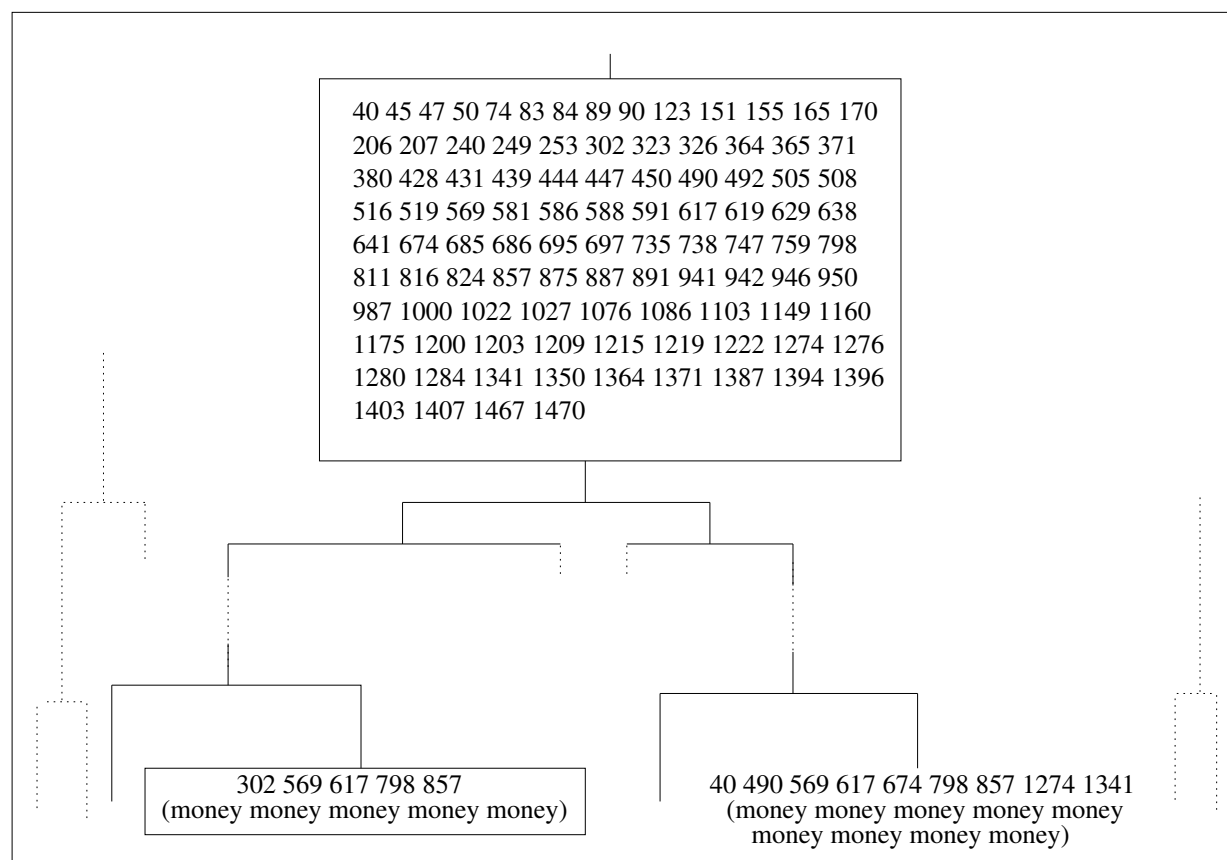 40 45 47 50 74 83 84 89 90 123 151 155 165 170
206 207 240 249 253 302 323 326 364 365 371
380 428 431 439 444 447 450 490 492 505 508
516 519 569 581 586 588 591 617 619 629 638
641 674 685 686 695 697 735 738 747 759 798
811 816 824 857 875 887 891 941 942 946 950
987 1000 1022 1027 1076 1086 1103 1149 1160
1175 1200 1203 1209 1215 1219 1222 1274 1276
1280 1284 1341 1350 1364 1371 1387 1394 1396
1403 1407 1467 1470
302 569 617 798 857
(money money money money money)
40 490 569 617 674 798 857 1274 1341
(money money money money money
money money money money)